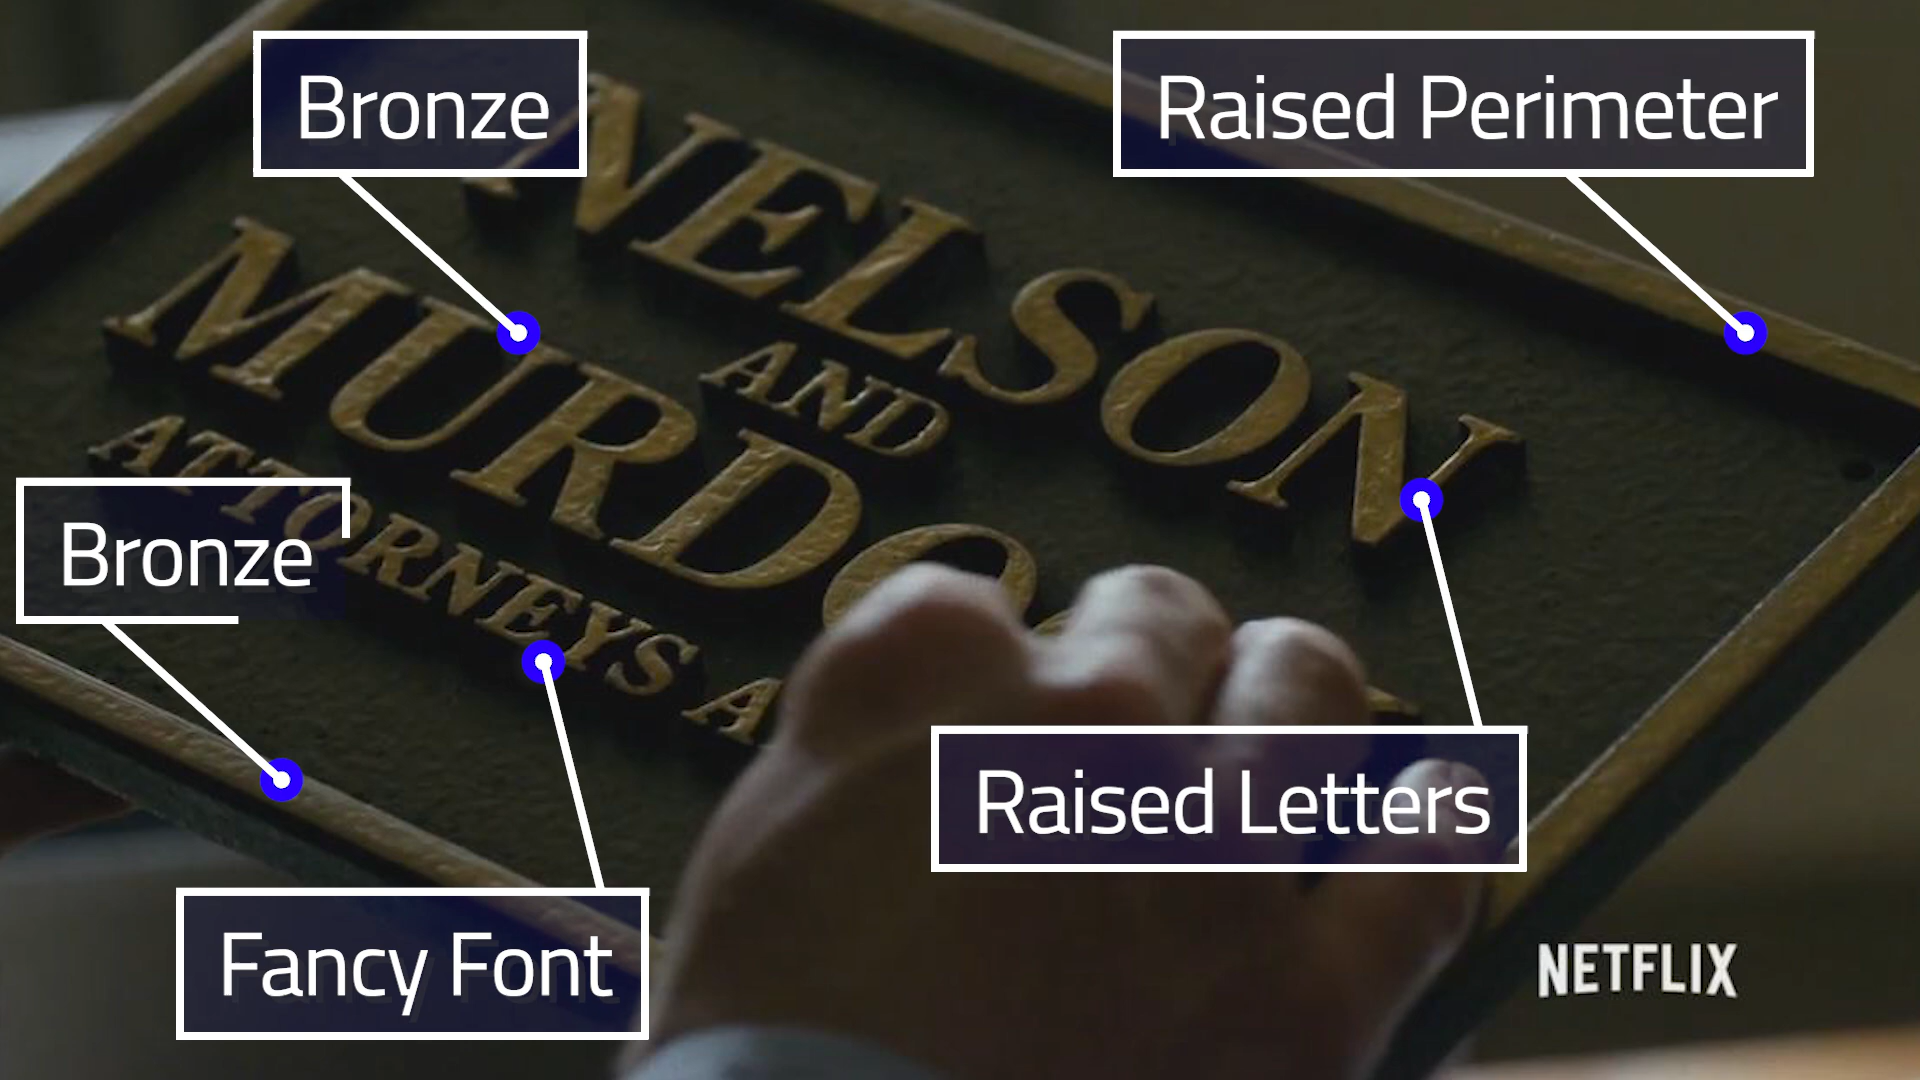 Bronze
Raised Perimeter
NELSON
AND
MURDO
ATTORNEYS A
Bronze
Raised Letters
Fancy Font
NETFLIX